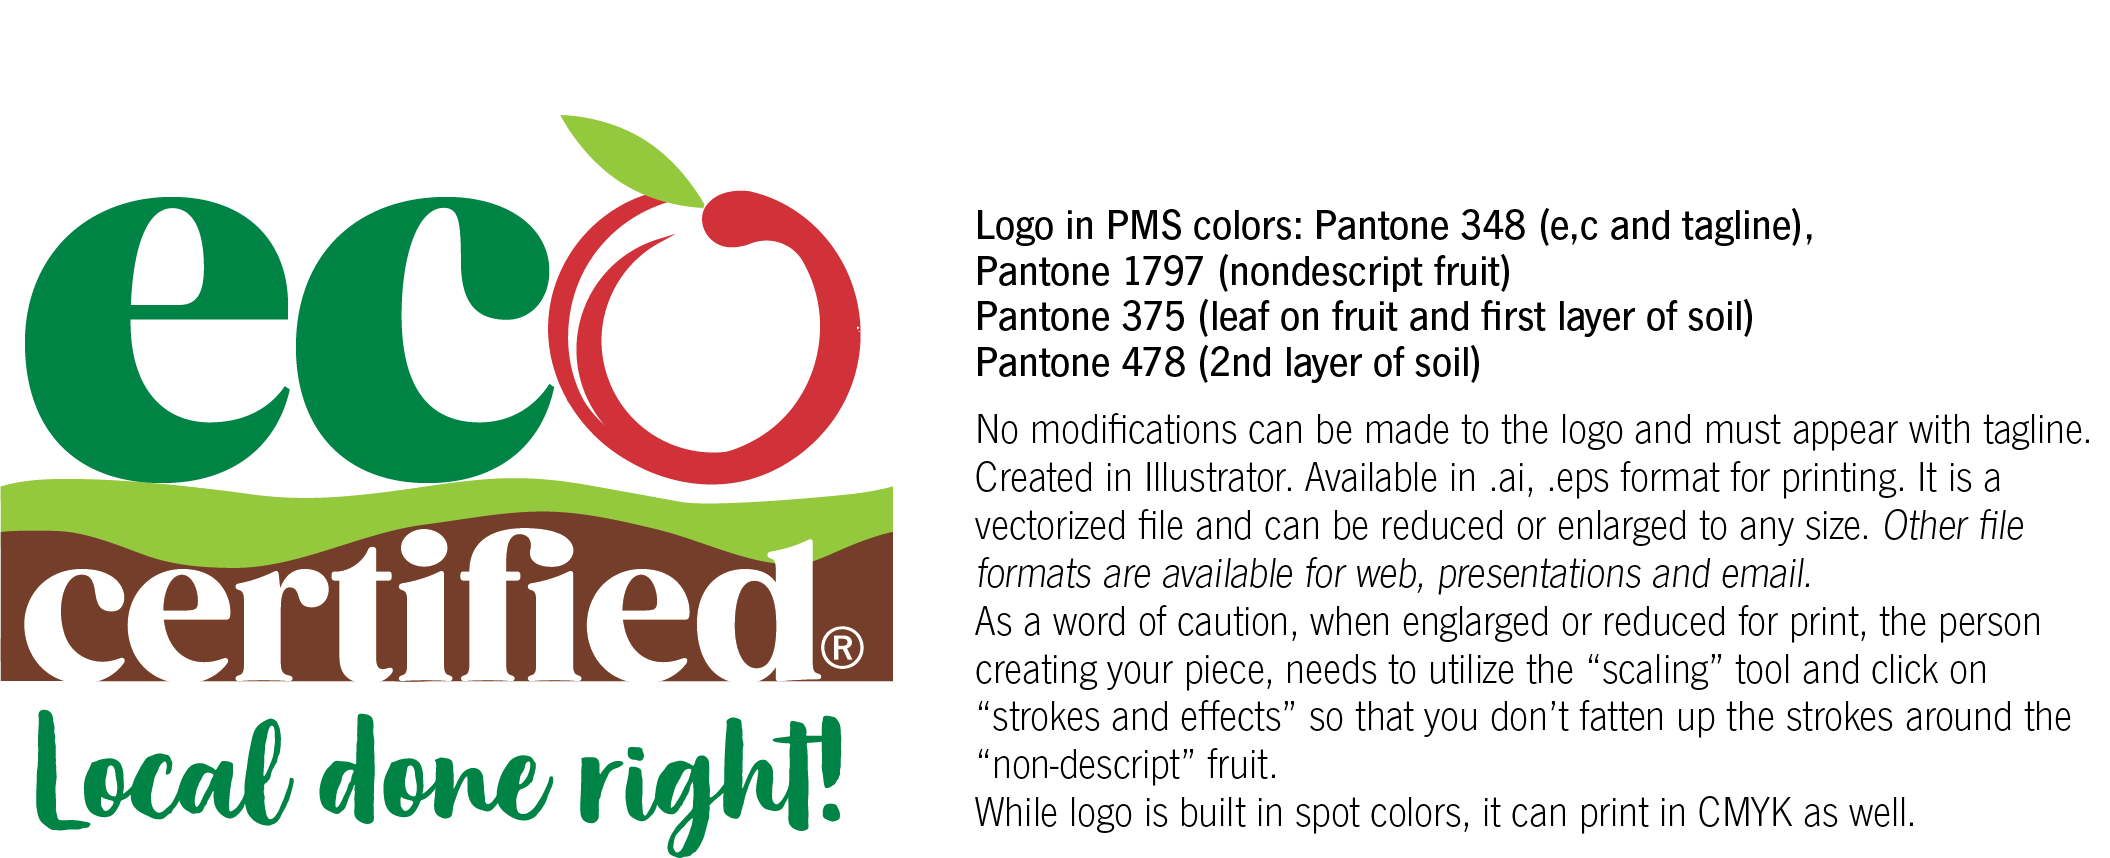 eco
certified®
Local done right!
Logo in PMS colors: Pantone 348 (e,c and tagline),
Pantone 1797 (nondescript fruit)
Pantone 375 (leaf on fruit and first layer of soil)
Pantone 478 (2nd layer of soil)
No modifications can be made to the logo and must appear with tagline.
Created in Illustrator. Available in .ai, .eps format for printing. It is a
vectorized file and can be reduced or enlarged to any size. Other file
formats are available for web, presentations and email.
As a word of caution, when englarged or reduced for print, the person
creating your piece, needs to utilize the “scaling” tool and click on
“strokes and effects” so that you don’t fatten up the strokes around the
“non-descript” fruit.
While logo is built in spot colors, it can print in CMYK as well.